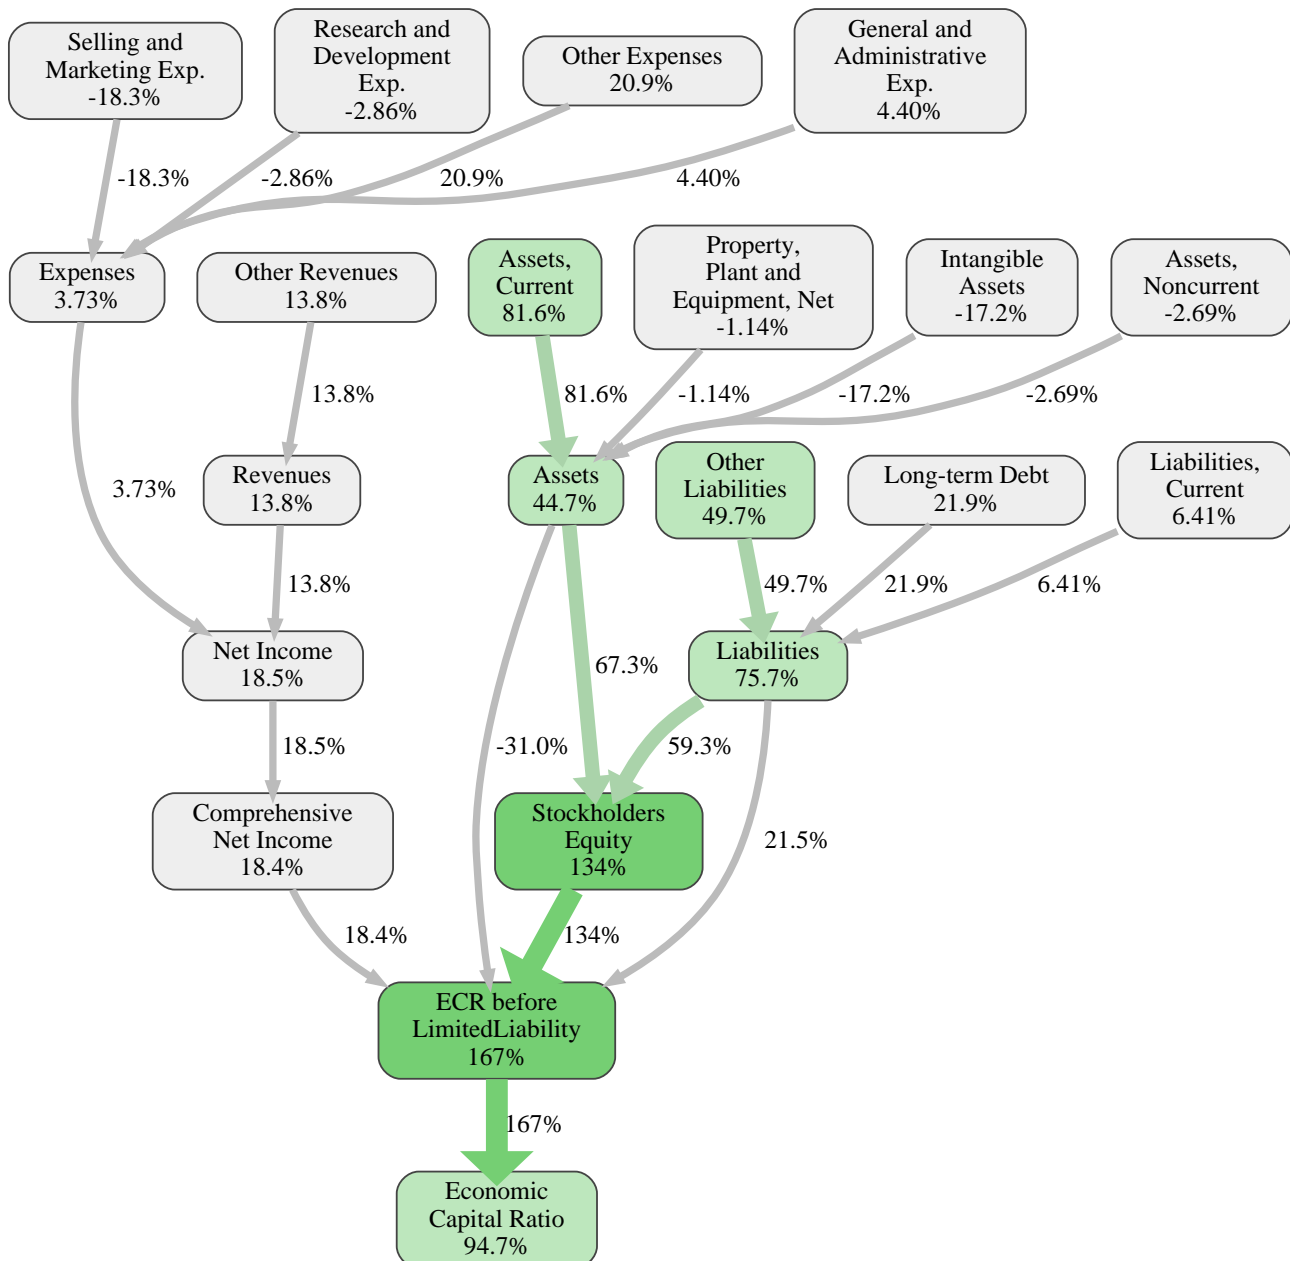 Selling and
Marketing Exp.
-18.3%
Research and
Development
Exp.
-2.86%
Other Expenses
20.9%
General and
Administrative
Exp.
4.40%
-18.3%
-2.86%
20.9%
4.40%
Expenses
3.73%
Other Revenues
13.8%
Assets,
Current
81.6%
Property,
Plant and
Equipment, Net
-1.14%
Intangible
Assets
-17.2%
Assets,
Noncurrent
-2.69%
13.8%
81.6%
-1.14%
-17.2%
-2.69%
3.73%
Revenues
13.8%
Assets
44.7%
Other
Liabilities
49.7%
Long-term Debt
21.9%
Liabilities,
Current
6.41%
13.8%
49.7%
21.9%
6.41%
Net Income
18.5%
67.3%
Liabilities
75.7%
18.5%
-31.0%
59.3%
Comprehensive
Net Income
18.4%
Stockholders
Equity
134%
21.5%
18.4%
134%
ECR before
LimitedLiability
167%
167%
Economic
Capital Ratio
94.7%